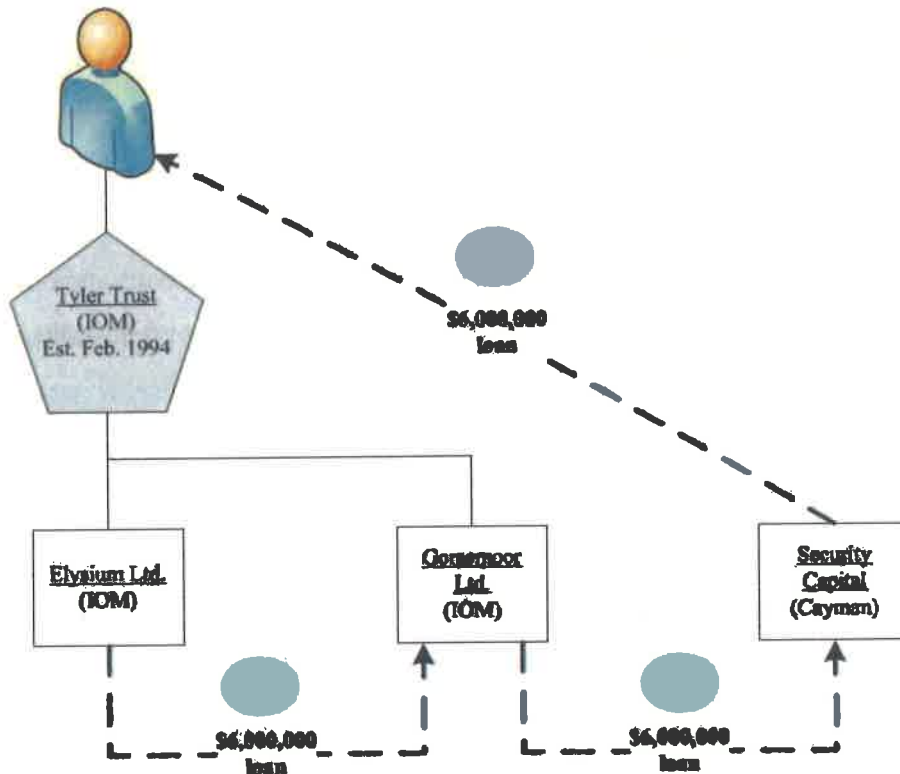 Tyler Trust
(IOM)
Est. Feb. 1994
$6,000,000
loan
Elysium Ltd.
(IOM)
Gorsemoor
Ltd.
(IOM)
Security
Capital
(Cayman)
$6,000,000
loan
$6,000,000
loan